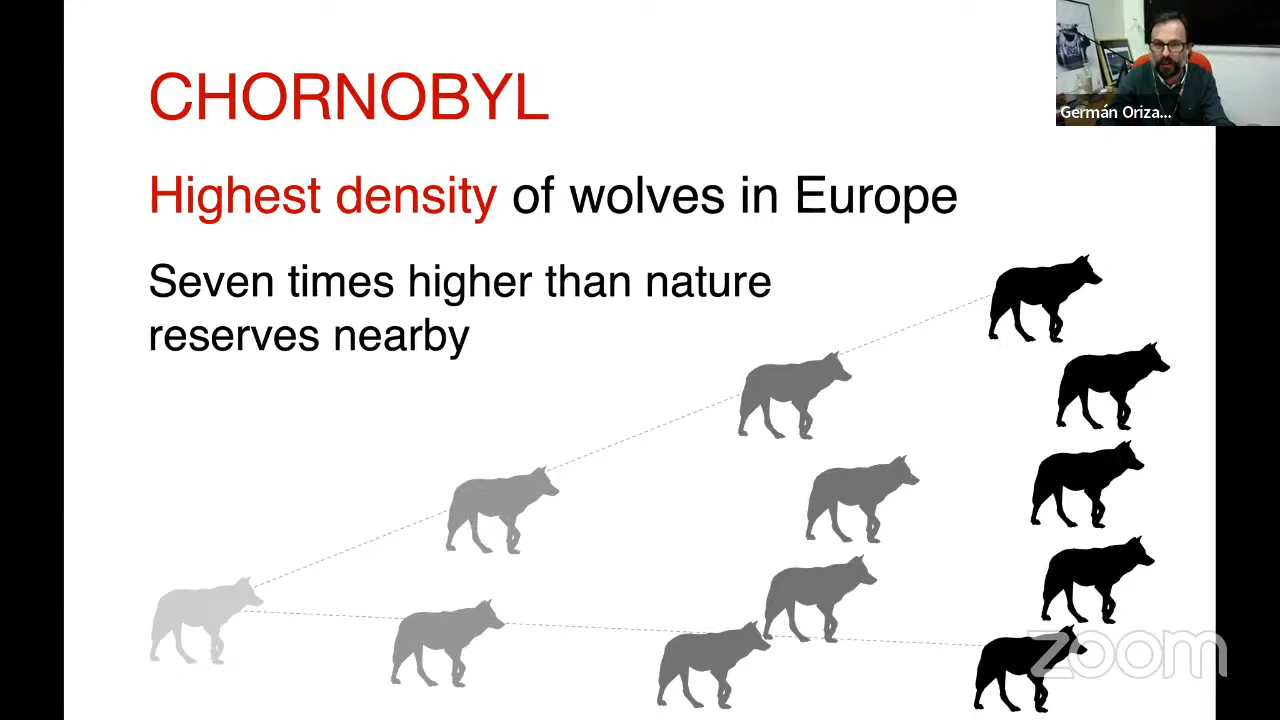 CHORNOBYL
Germán Oriza...
Highest density of wolves in Europe
Seven times higher than nature
reserves nearby
zoom